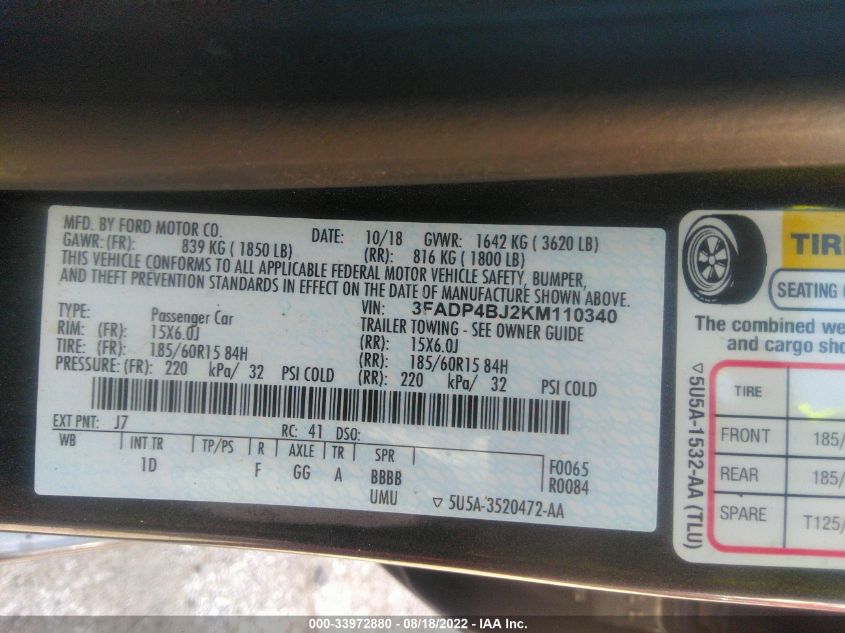 MFD. BY FORD MOTOR CO.
DATE: 10/18 GVWR: 1642 KG ( 3620 LB)
GAWR: (FR): 839 KG ( 1850 LB) (RR): 816 KG ( 1800 LB)
THIS VEHICLE CONFORMS TO ALL APPLICABLE FEDERAL MOTOR VEHICLE SAFETY, BUMPER,
AND THEFT PREVENTION STANDARDS IN EFFECT ON THE DATE OF MANUFACTURE SHOWN ABOVE.
VIN: 3FADP4BJ2KM110340
TYPE: Passenger Car TRAILER TOWING - SEE OWNER GUIDE
RIM: (FR): 15X6.0J (RR): 15X6.0J
TIRE: (FR): 185/60R15 84H (RR): 185/60R15 84H
PRESSURE: (FR): 220 kPa/ 32 PSI COLD (RR): 220 kPa/ 32 PSI COLD
EXT PNT: J7 RC: 41 DSO:
WB INT TR TP/PS R AXLE TR SPR
1D F GG A BBBB
UMU
F0065
R0084
▽ 5U5A-3520472-AA
▽5U5A-1532-AA (TLU)
SEATING
The combined
and cargo
TIRE
FRONT 185/
REAR 185/
SPARE T125/
000-33972880 - 08/18/2022 - IAA Inc.